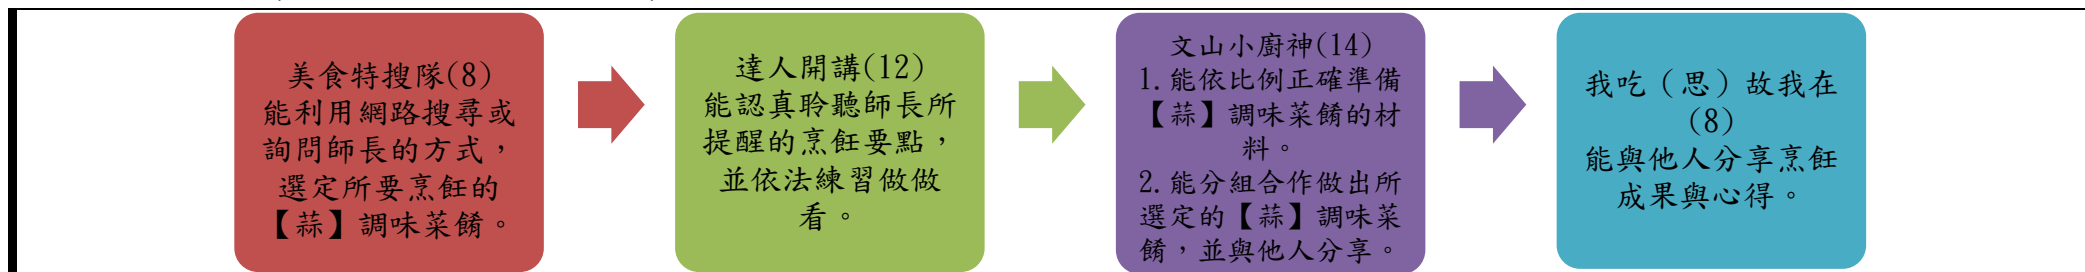 美食特搜隊(8)
能利用網路搜尋或
詢問師長的方式，
選定所要烹飪的
【蒜】調味菜餚。
達人開講(12)
能認真聆聽師長所
提醒的烹飪要點，
並依法練習做做
看。
文山小廚神(14)
1.能依比例正確準備
【蒜】調味菜餚的材
料。
2.能分組合作做出所
選定的【蒜】調味菜
餚，並與他人分享。
我吃（思）故我在
(8)
能與他人分享烹飪
成果與心得。